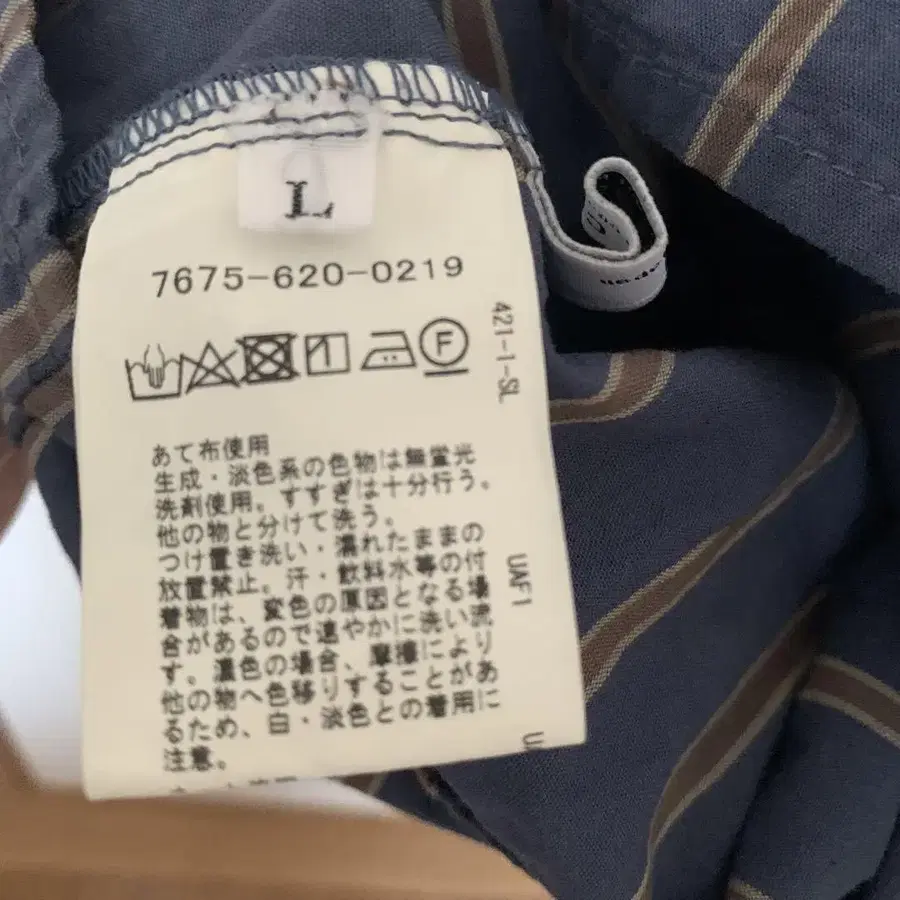 L
7675-620-0219
F
421-1-SL
あて布使用
生成・淡色系の色物は無蛍光
洗剤使用。すすぎは十分行う。
他の物と分けて洗う。
つけ置き洗い・濡れたままの
放置禁止。汗・飲料水等の付
着物は、変色の原因となる場
合があるので速やかに洗い流
す。濃色の場合、摩擦により
他の物へ色移りすることがあ
るため、白・淡色との着用に
注意。
UAF1